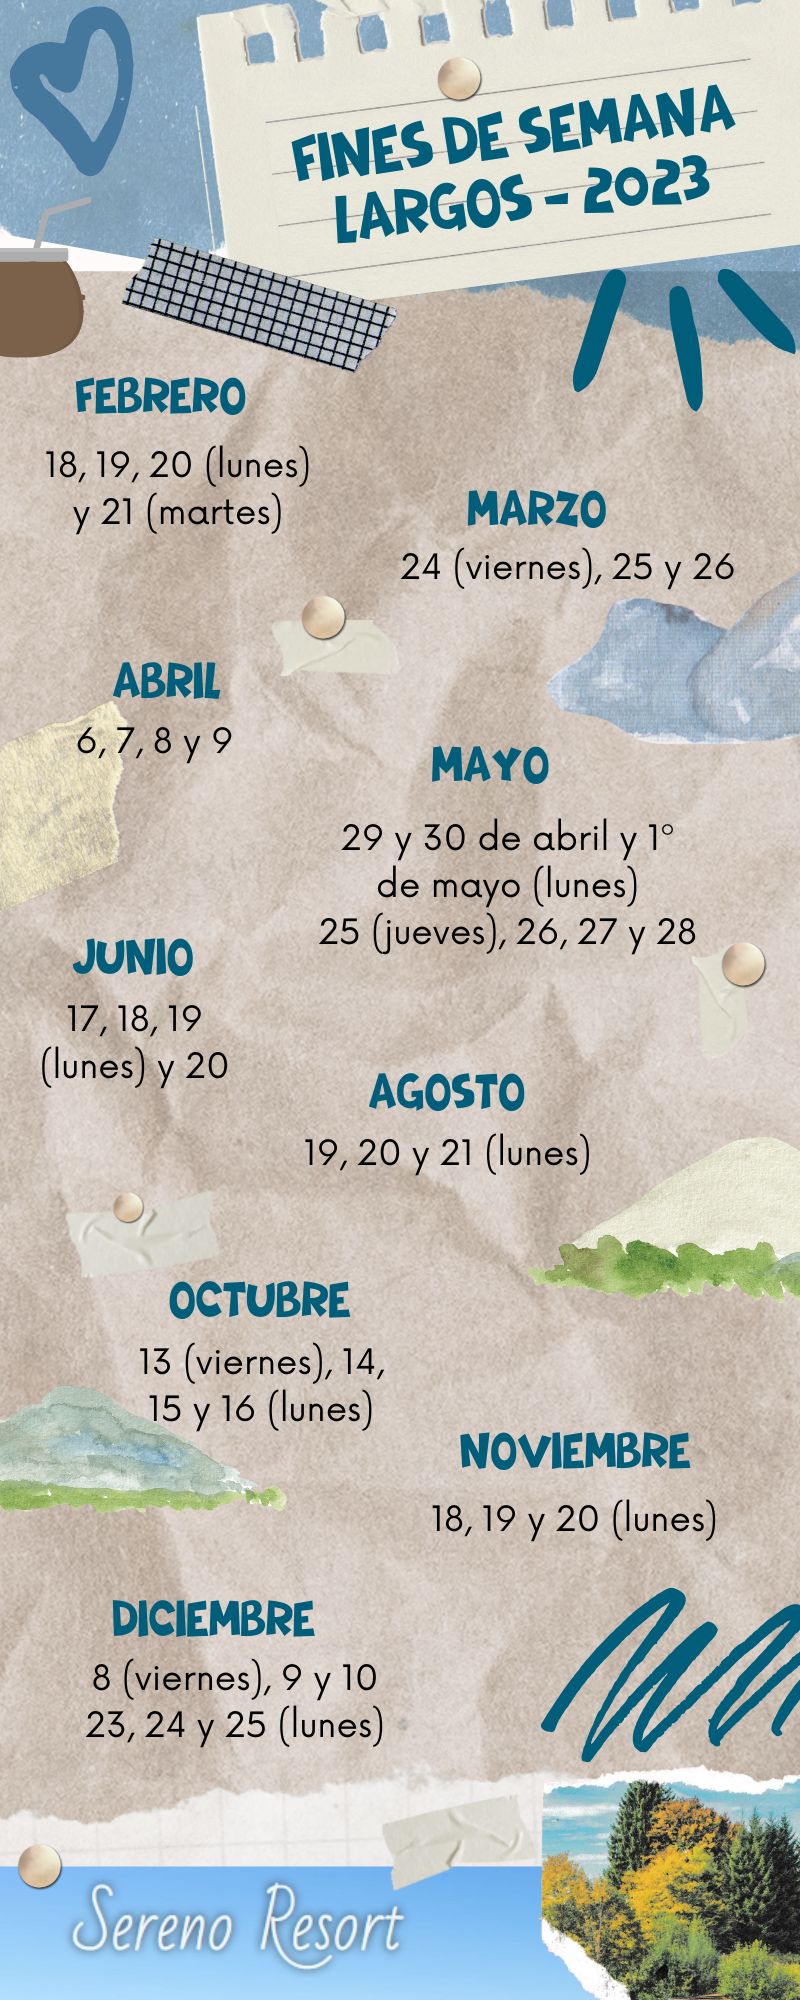 FINES DE SEMANA
LARGOS - 2023
FEBRERO
18, 19, 20 (lunes)
y 21 (martes)
MARZO
24 (viernes), 25 y 26
ABRIL
6, 7, 8 y 9
MAYO
29 y 30 de abril y 1°
de mayo (lunes)
25 (jueves), 26, 27 y 28
JUNIO
17, 18, 19
(lunes) y 20
AGOSTO
19, 20 y 21 (lunes)
OCTUBRE
13 (viernes), 14,
15 y 16 (lunes)
NOVIEMBRE
18, 19 y 20 (lunes)
DICIEMBRE
8 (viernes), 9 y 10
23, 24 y 25 (lunes)
Sereno Resort